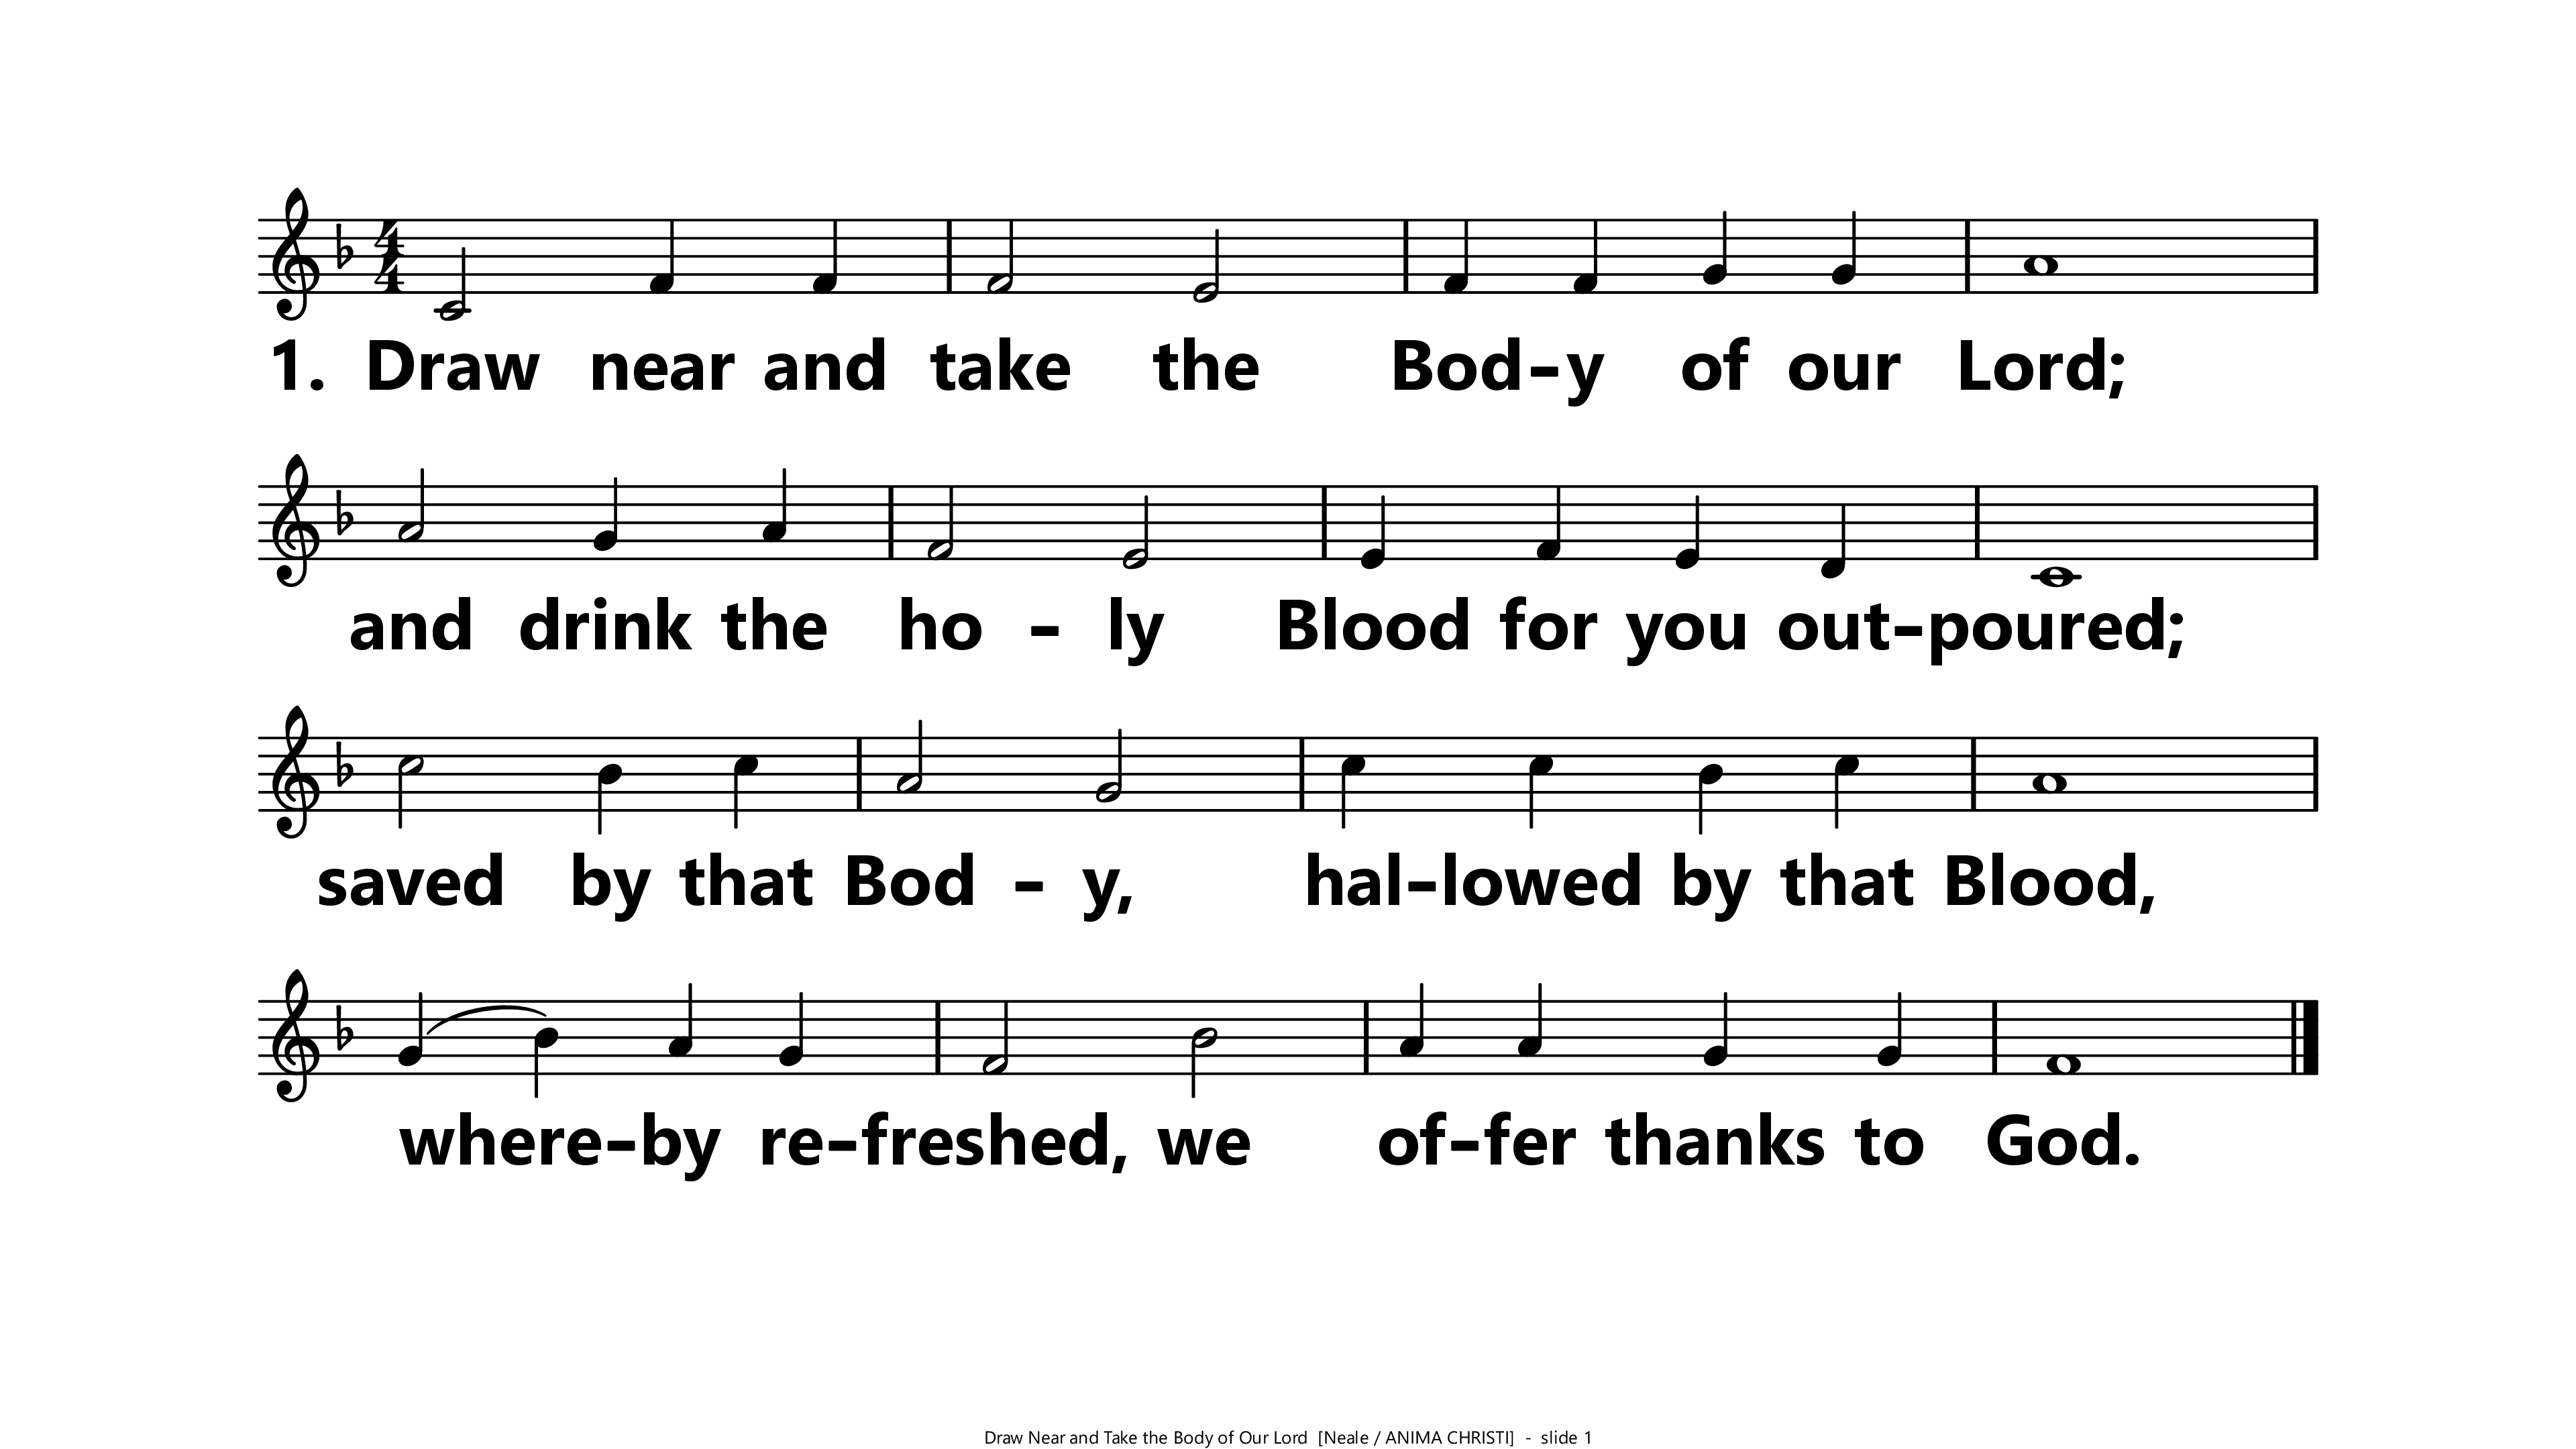 1. Draw near and take the Bod-y of our Lord;
and drink the ho - ly Blood for you out-poured;
saved by that Bod - y, hal-lowed by that Blood,
where-by re-freshed, we of-fer thanks to God.
Draw Near and Take the Body of Our Lord [Neale / ANIMA CHRISTI] - slide 1